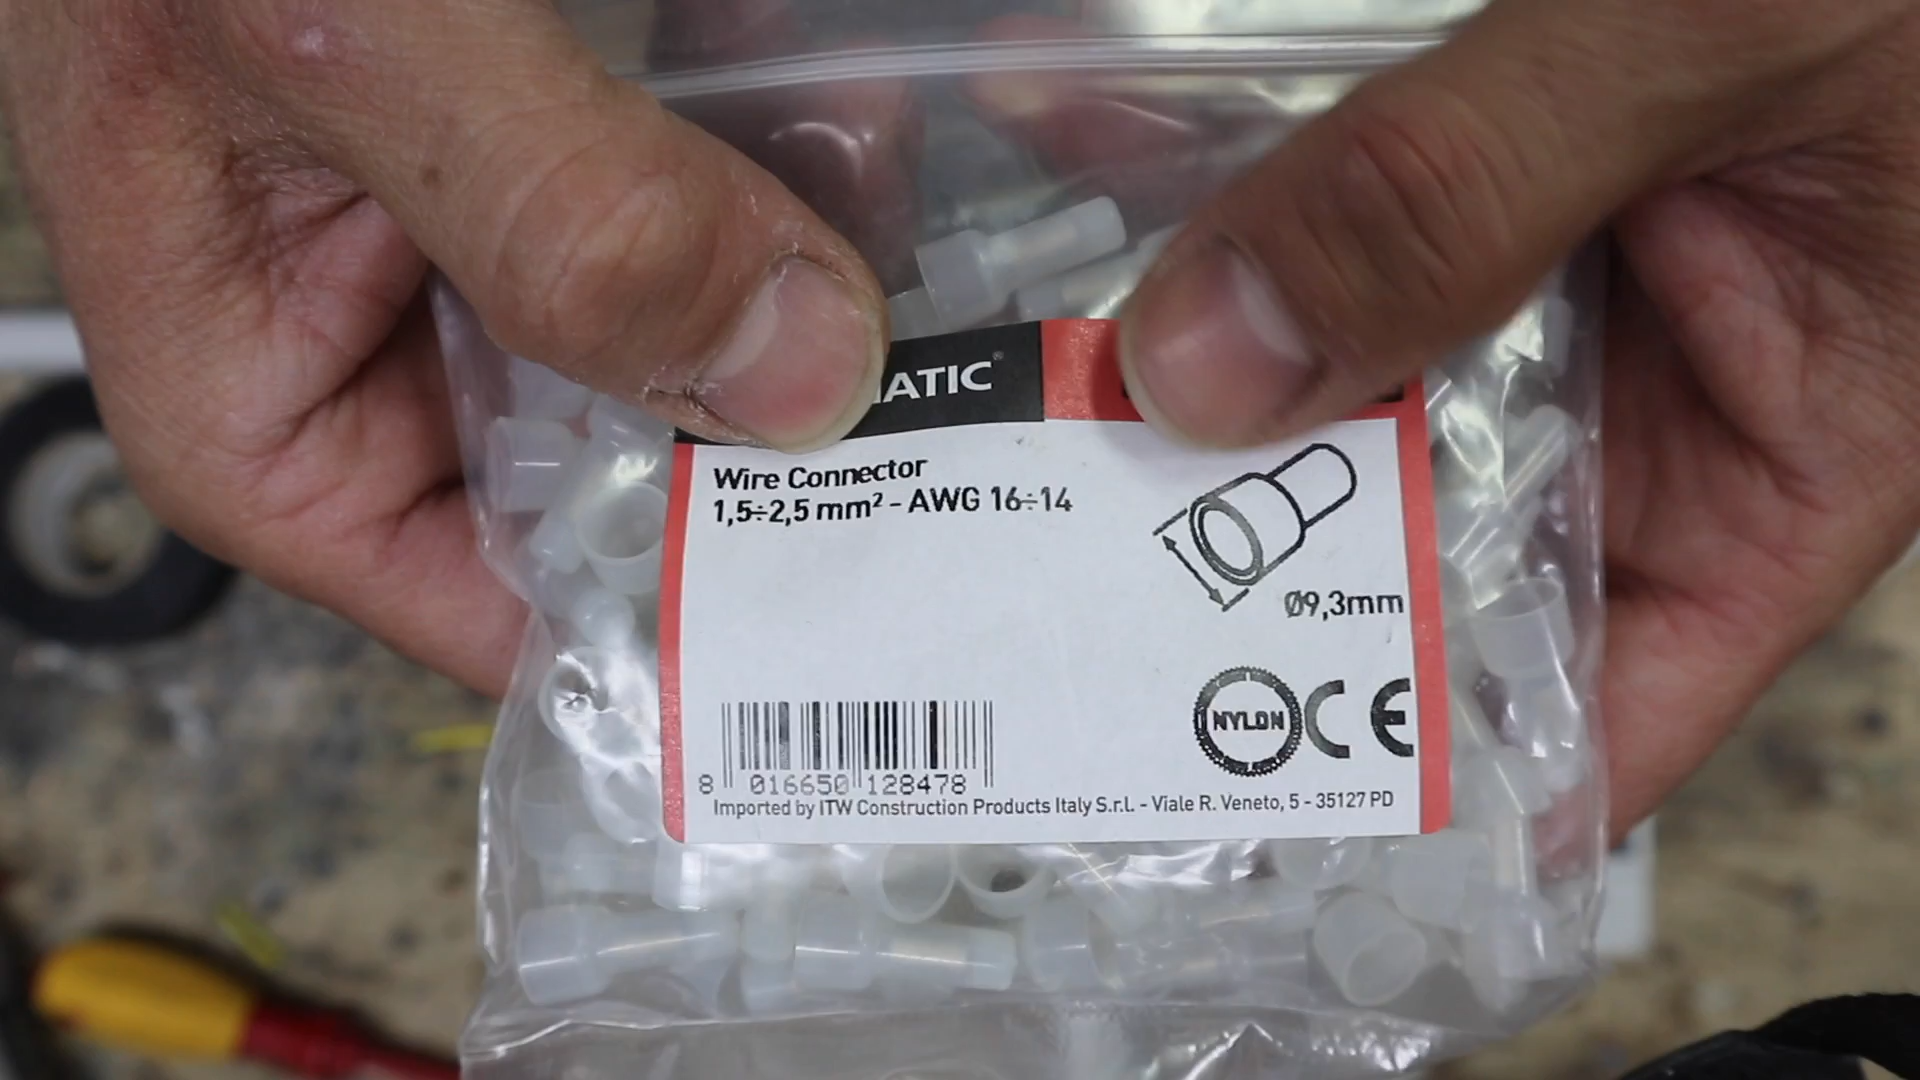 Wire Connector
1,5÷2,5 mm² - AWG 16÷14
Ø9,3mm
NYLON CE
8 016650 128478
Imported by ITW Construction Products Italy S.r.l. - Viale R. Veneto, 5 - 35127 PD